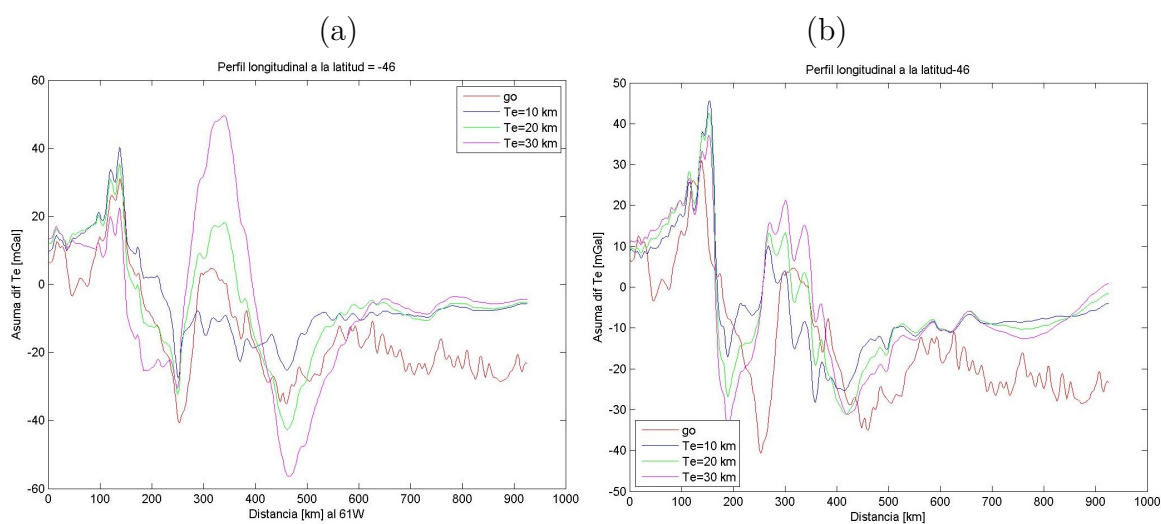 (a)
Perfil longitudinal a la latitud = -46
60
40
20
0
-20
-40
-60
Asuma dif Te [mGal]
go
Te=10 km
Te=20 km
Te=30 km
0 100 200 300 400 500 600 700 800 900 1000
Distancia [km] al 61W
(b)
Perfil longitudinal a la latitud-46
50
40
30
20
10
0
-10
-20
-30
-40
-50
Asuma dif Te [mGal]
go
Te=10 km
Te=20 km
Te=30 km
0 100 200 300 400 500 600 700 800 900 1000
Distancia [km]